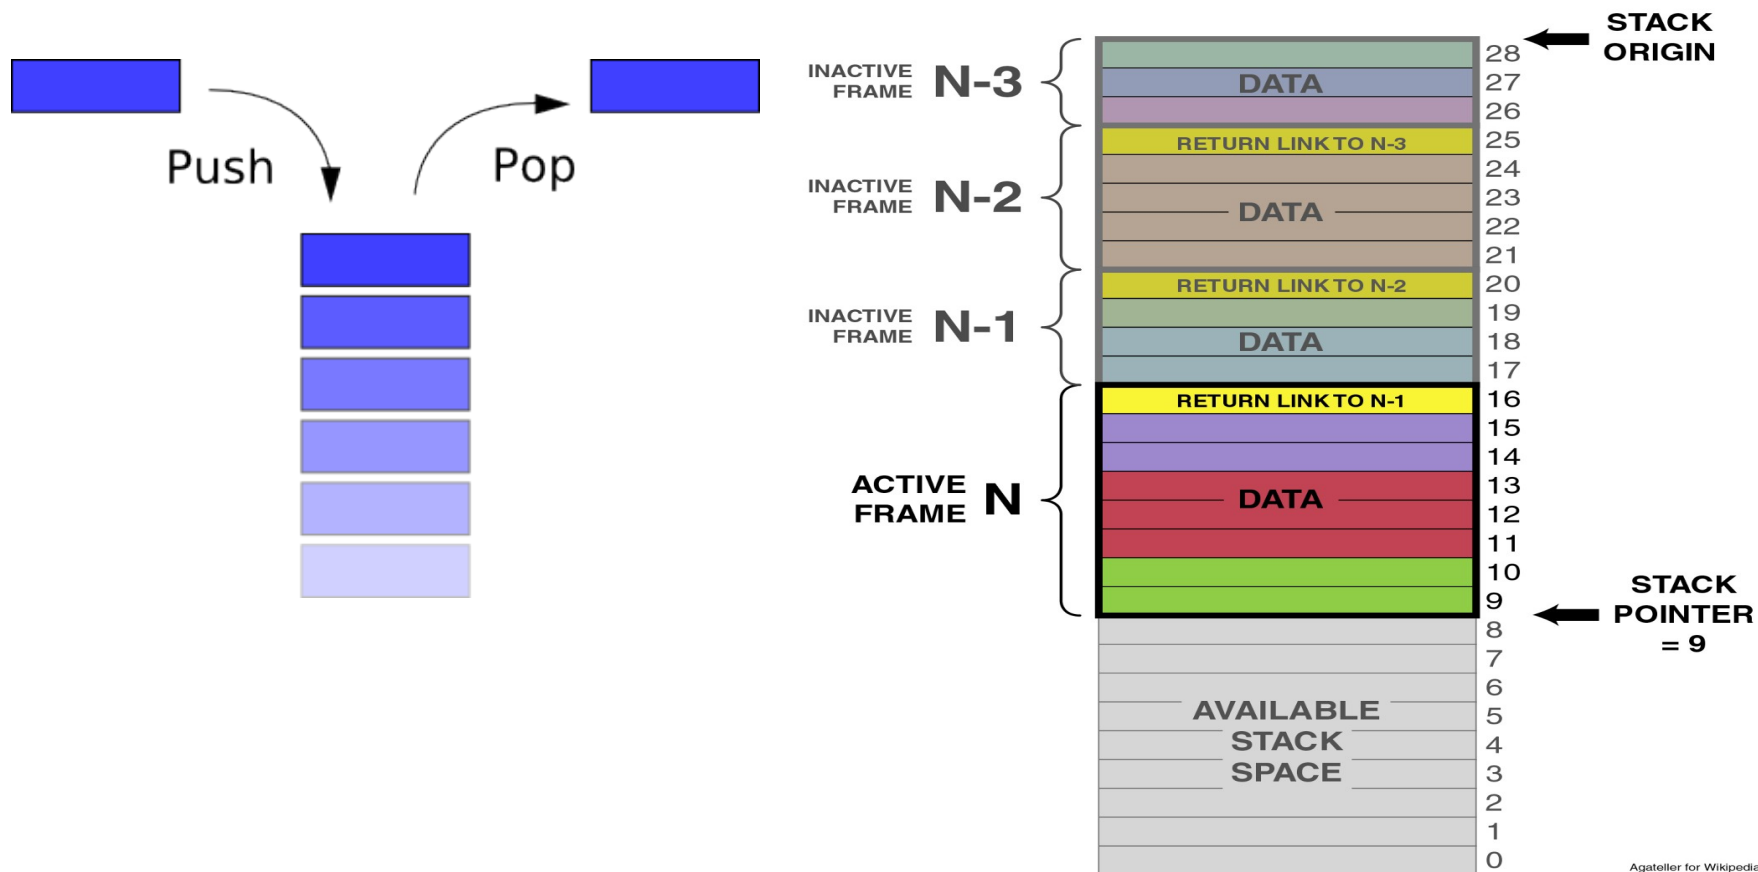 Push
Pop
STACK
ORIGIN
INACTIVE
FRAME N-3
28
DATA 27
26
RETURN LINK TO N-3 25
24
INACTIVE
FRAME N-2
23
DATA
22
21
RETURN LINK TO N-2 20
19
INACTIVE
FRAME N-1
DATA 18
17
RETURN LINK TO N-1 16
15
14
ACTIVE
FRAME N
13
DATA
12
11
10
9
STACK
POINTER
= 9
8
7
6
AVAILABLE 5
STACK 4
SPACE 3
2
1
0
Agateller for Wikipedia